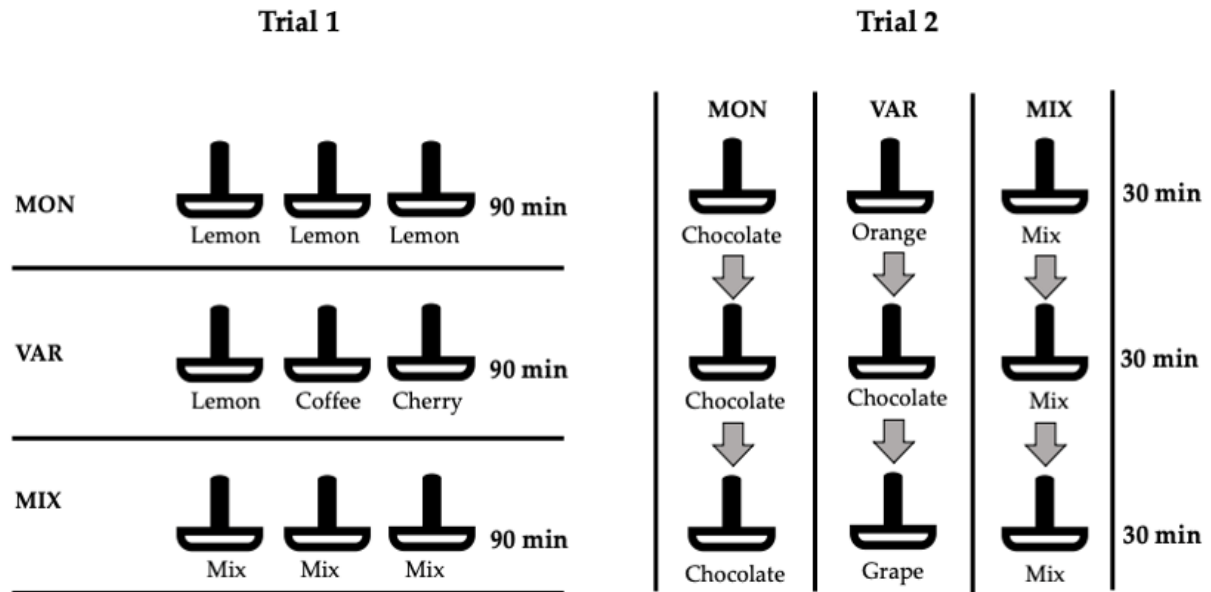 Trial 1
MON
90 min
Lemon Lemon Lemon
VAR
90 min
Lemon Coffee Cherry
MIX
90 min
Mix Mix Mix
Trial 2
MON VAR MIX
30 min
Chocolate Orange Mix
30 min
Chocolate Chocolate Mix
30 min
Chocolate Grape Mix